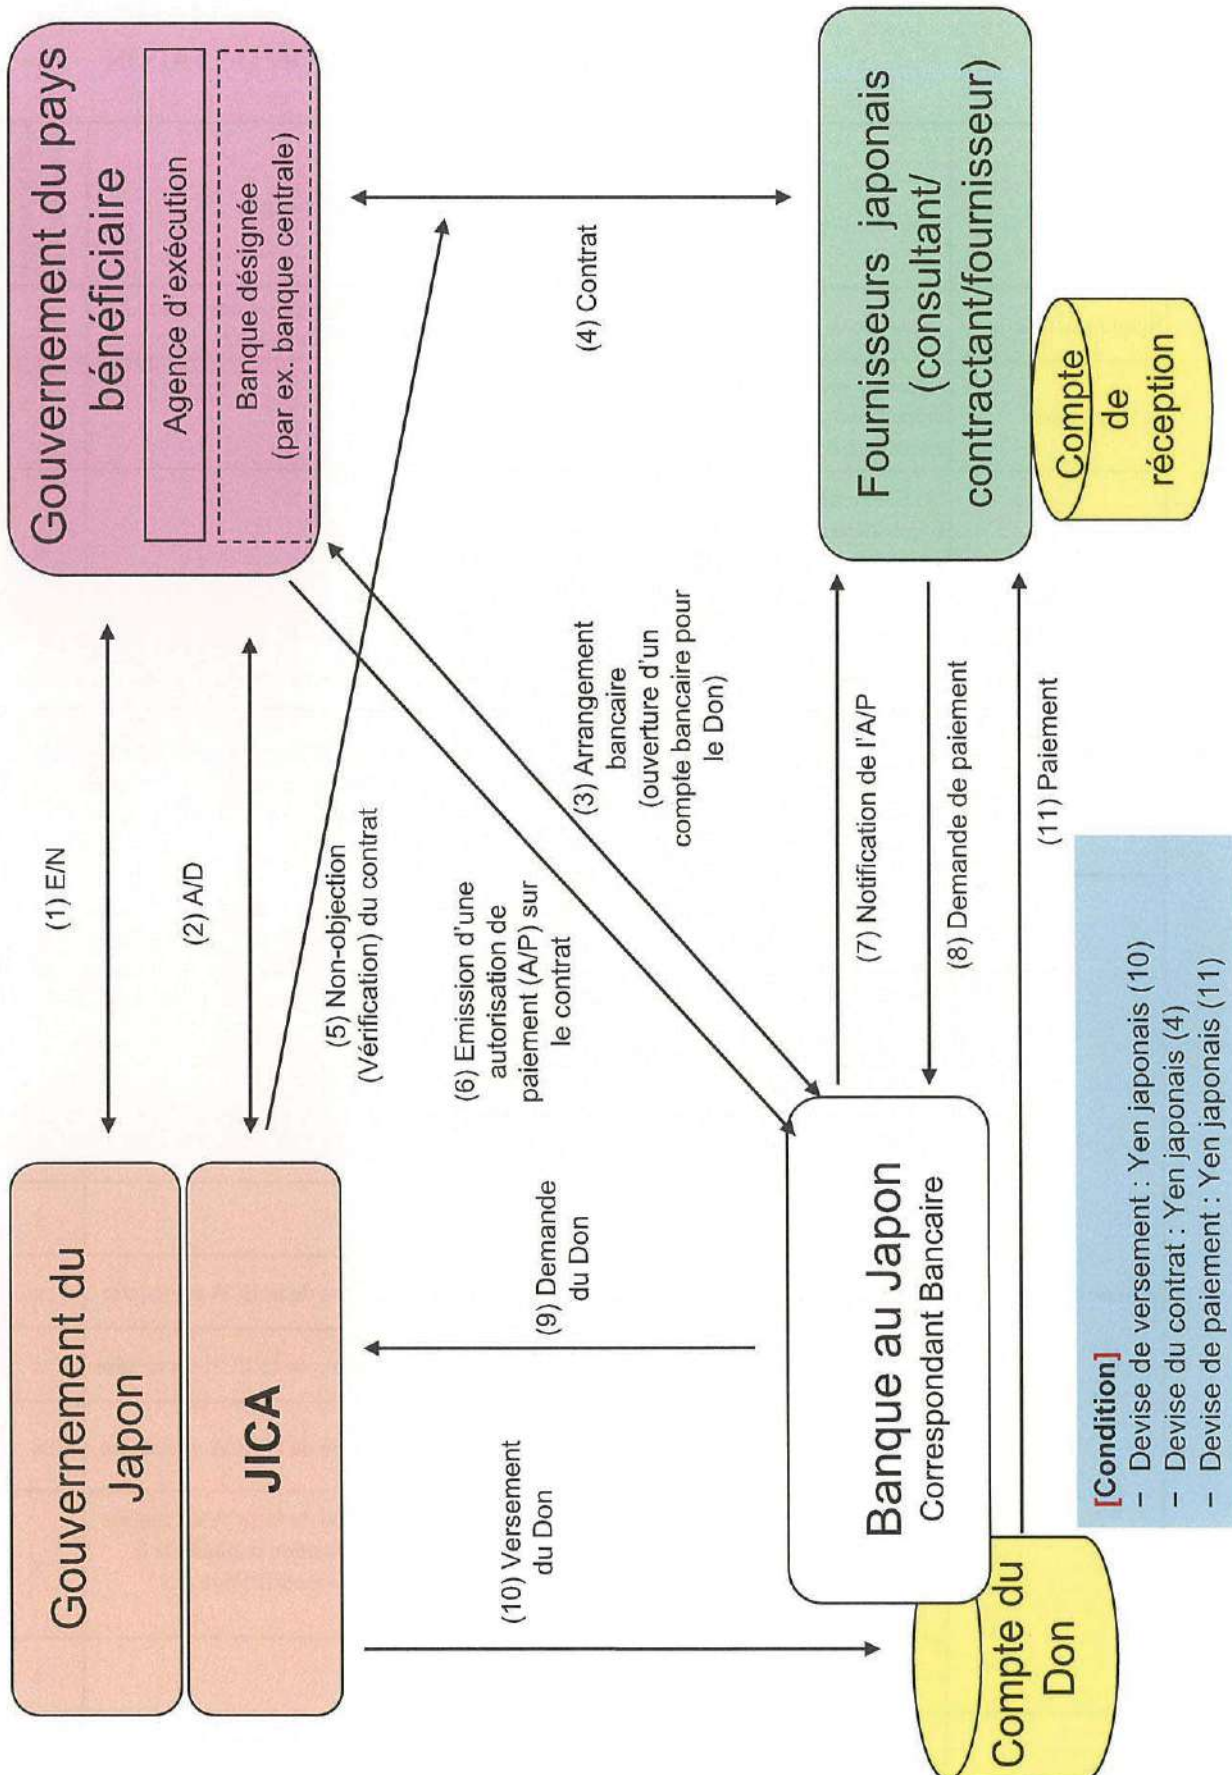 Gouvernement du
Japon
JICA
Gouvernement du pays
bénéficiaire
Agence d'exécution
Banque désignée
(par ex. banque centrale)
(1) E/N
(2) A/D
(5) Non-objection
(Vérification) du contrat
(6) Emission d'une
autorisation de
paiement (A/P) sur
le contrat
(3) Arrangement
bancaire
(ouverture d'un
compte bancaire pour
le Don)
(4) Contrat
(9) Demande
du Don
(10) Versement
du Don
Banque au Japon
Correspondant Bancaire
Compte du
Don
(7) Notification de l'A/P
(8) Demande de paiement
(11) Paiement
Fournisseurs japonais
(consultant/
contractant/fournisseur)
Compte
de
réception
[Condition]
– Devise de versement : Yen japonais (10)
– Devise du contrat : Yen japonais (4)
– Devise de paiement : Yen japonais (11)